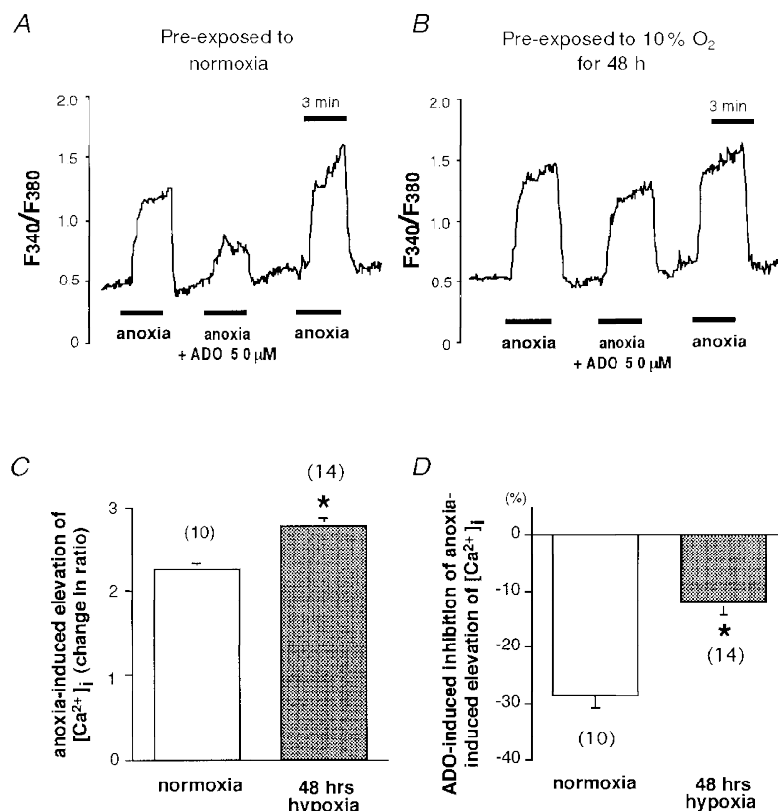 A
Pre-exposed to
normoxia
2.0
1.5
1.0
0.5
0
F340/F380
3 min
anoxia
anoxia
+ ADO 50 µM
anoxia
B
Pre-exposed to 10% O2
for 48 h
2.0
1.5
1.0
0.5
0
F340/F380
3 min
anoxia
anoxia
+ ADO 50 µM
anoxia
C
anoxia-induced elevation of
[Ca2+]i (change in ratio)
3
2
1
0
(10)
(14)
*
normoxia
48 hrs
hypoxia
D
ADO-induced inhibition of anoxia-
induced elevation of [Ca2+]i
(%)
0
-10
-20
-30
-40
(10)
*
(14)
normoxia
48 hrs
hypoxia